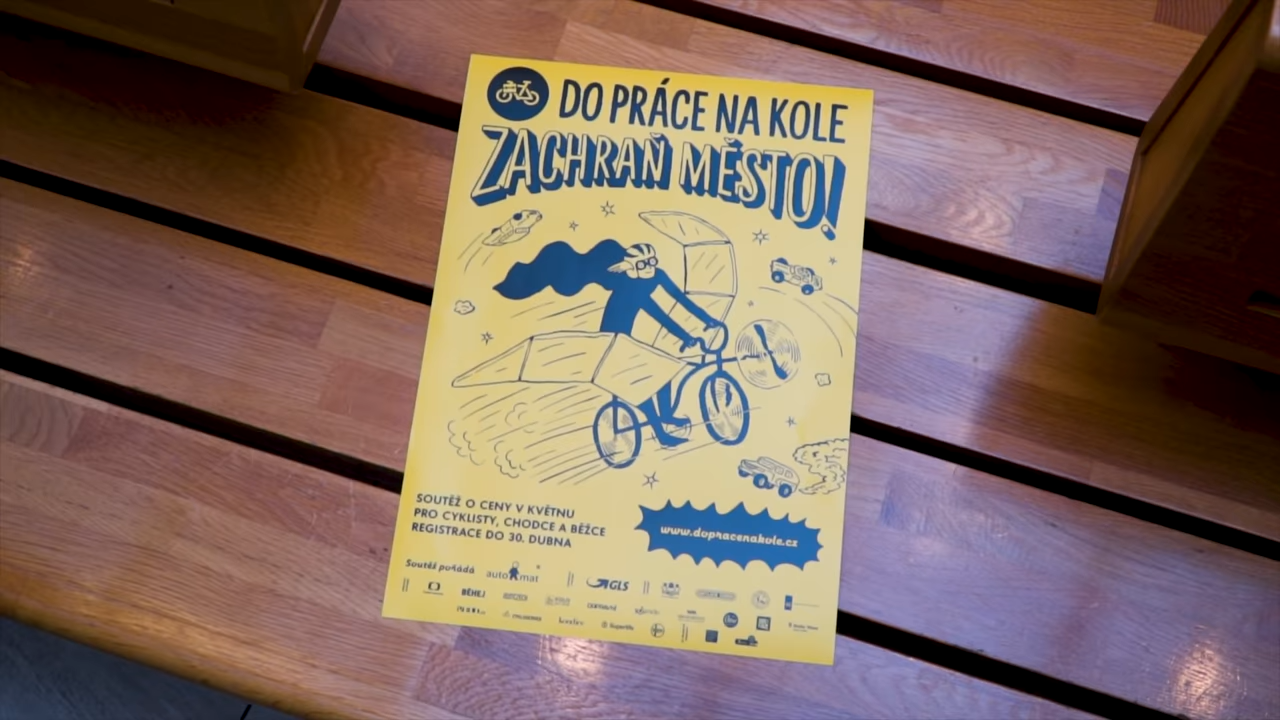 DO PRÁCE NA KOLE
ZACHRAŇ MĚSTO!
SOUTĚŽ O CENY V KVĚTNU
PRO CYKLISTY, CHODCE A BĚŽCE
REGISTRACE DO 30. DUBNA
www.dopracenakole.cz
Soutěž pořádá
auto mat
GLS
BĚHEJ